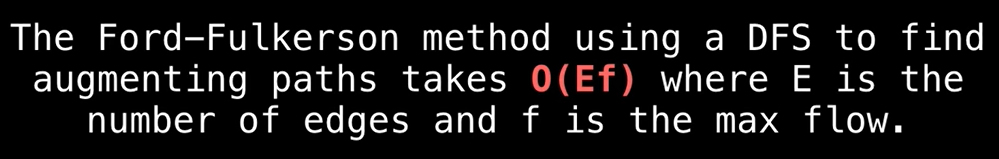 The Ford-Fulkerson method using a DFS to find
augmenting paths takes O(Ef) where E is the
number of edges and f is the max flow.